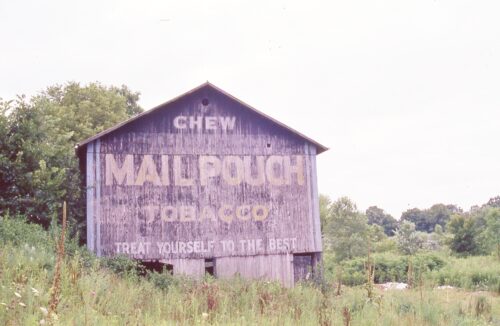 CHEW
MAIL POUCH
TOBACCO
TREAT YOURSELF TO THE BEST